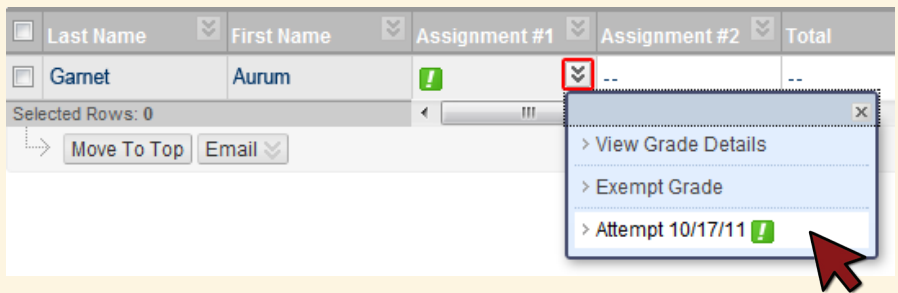 Last Name First Name Assignment #1 Assignment #2 Total
Garnet Aurum ! -- --
Selected Rows: 0
Move To Top Email
> View Grade Details
> Exempt Grade
> Attempt 10/17/11 !